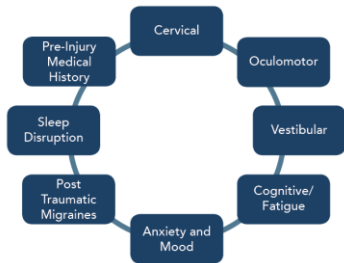 Cervical
Oculomotor
Vestibular
Cognitive/
Fatigue
Anxiety and
Mood
Post
Traumatic
Migraines
Sleep
Disruption
Pre-Injury
Medical
History